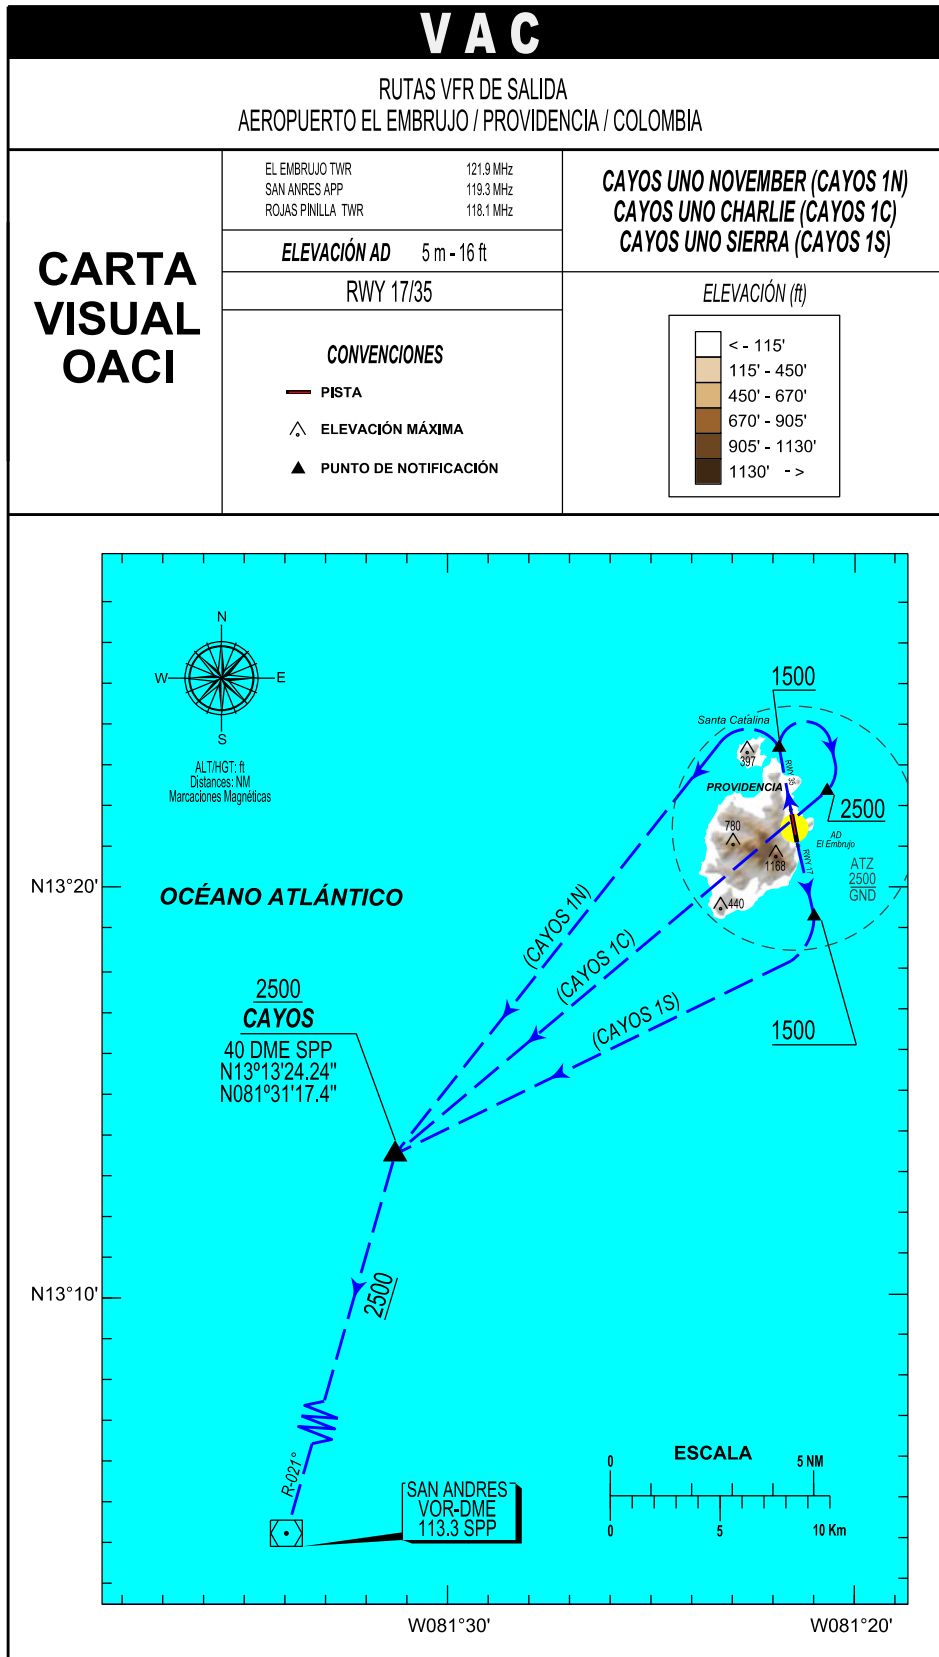 VAC
RUTAS VFR DE SALIDA
AEROPUERTO EL EMBRUJO / PROVIDENCIA / COLOMBIA
CARTA
VISUAL
OACI
EL EMBRUJO TWR 121.9 MHz
SAN ANRES APP 119.3 MHz
ROJAS PINILLA TWR 118.1 MHz
ELEVACIÓN AD 5 m - 16 ft
RWY 17/35
CONVENCIONES
PISTA
ELEVACIÓN MÁXIMA
PUNTO DE NOTIFICACIÓN
CAYOS UNO NOVEMBER (CAYOS 1N)
CAYOS UNO CHARLIE (CAYOS 1C)
CAYOS UNO SIERRA (CAYOS 1S)
ELEVACIÓN (ft)
< - 115'
115' - 450'
450' - 670'
670' - 905'
905' - 1130'
1130' - >
N
W E
S
ALT/HGT: ft
Distances: NM
Marcaciones Magnéticas
1500
Santa Catalina
397
RWY 35
PROVIDENCIA
2500
780
AD
El Embrujo
1168
RWY 17
ATZ
2500
GND
440
N13°20'
OCÉANO ATLÁNTICO
(CAYOS 1N)
(CAYOS 1C)
(CAYOS 1S)
1500
2500
CAYOS
40 DME SPP
N13º13'24.24"
N081º31'17.4"
N13°10'
2500
R-021°
SAN ANDRES
VOR-DME
113.3 SPP
ESCALA
0 5 NM
0 5 10 Km
W081°30' W081°20'